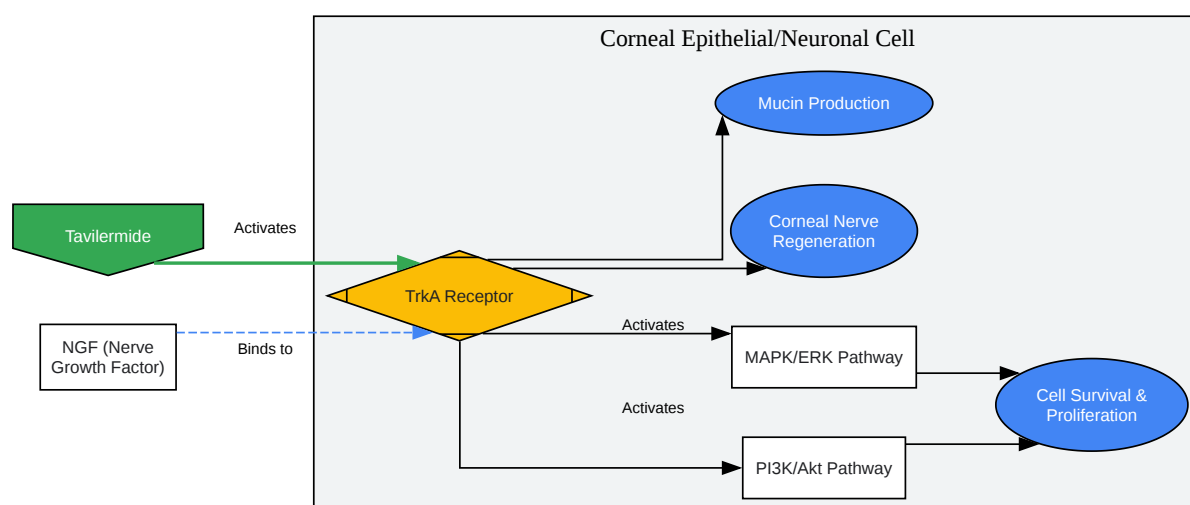 Corneal Epithelial/Neuronal Cell
Mucin Production
Corneal Nerve
Regeneration
Tavilermide
Activates
TrkA Receptor
NGF (Nerve
Growth Factor)
Binds to
Activates
MAPK/ERK Pathway
Cell Survival &
Proliferation
Activates
PI3K/Akt Pathway